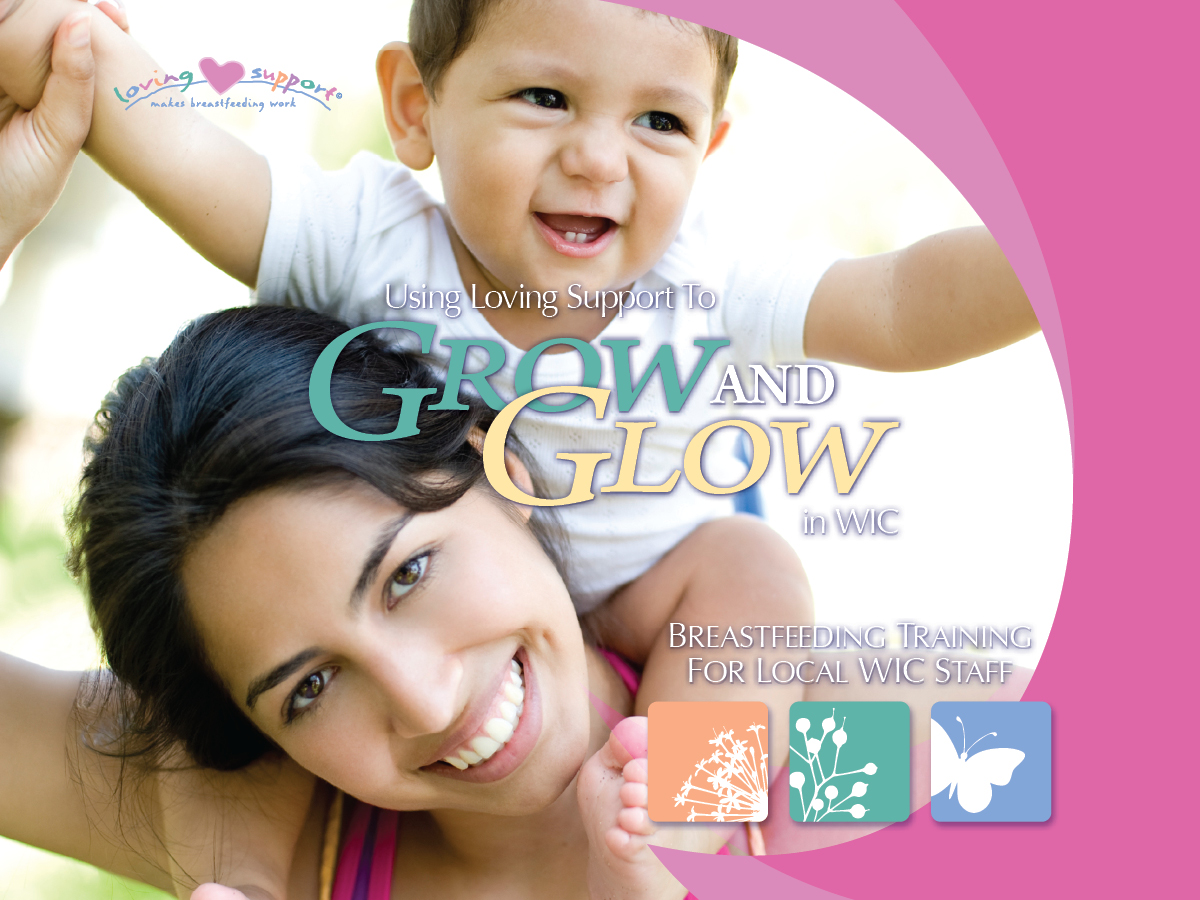 loving support©
makes breastfeeding work
Using Loving Support To
GROW AND
GLOW
in WIC
BREASTFEEDING TRAINING
FOR LOCAL WIC STAFF